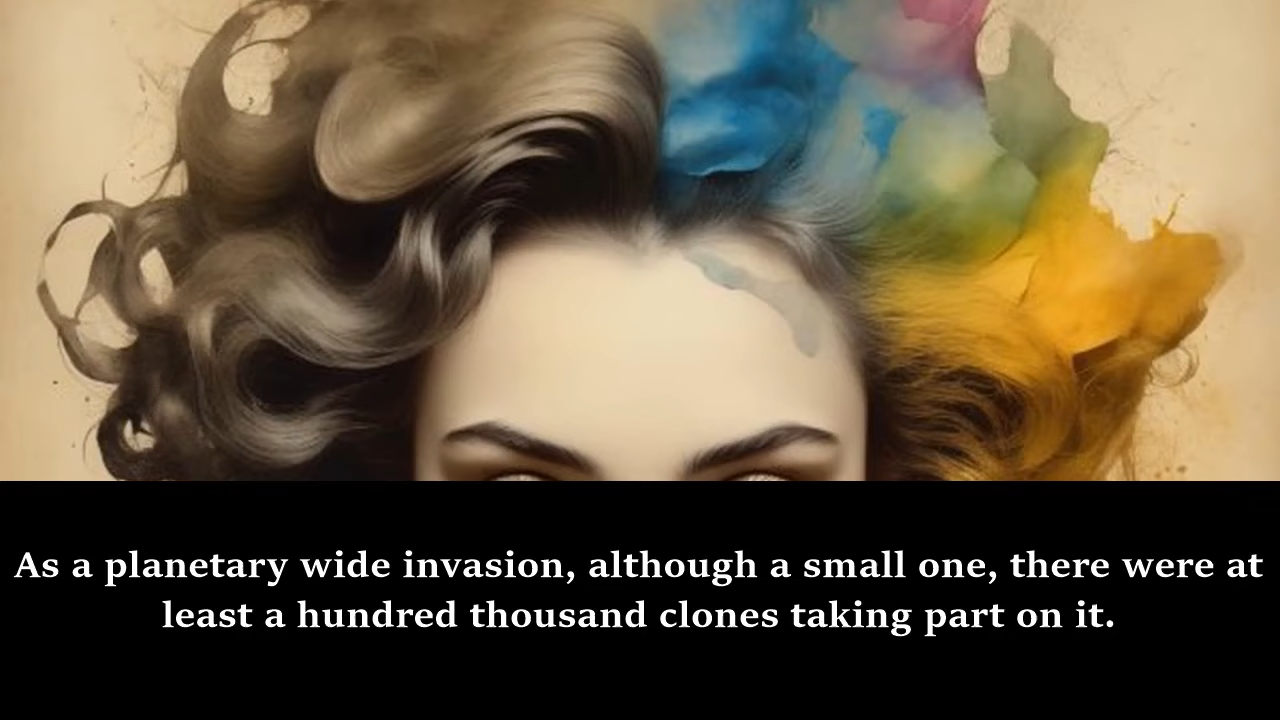 As a planetary wide invasion, although a small one, there were at
least a hundred thousand clones taking part on it.